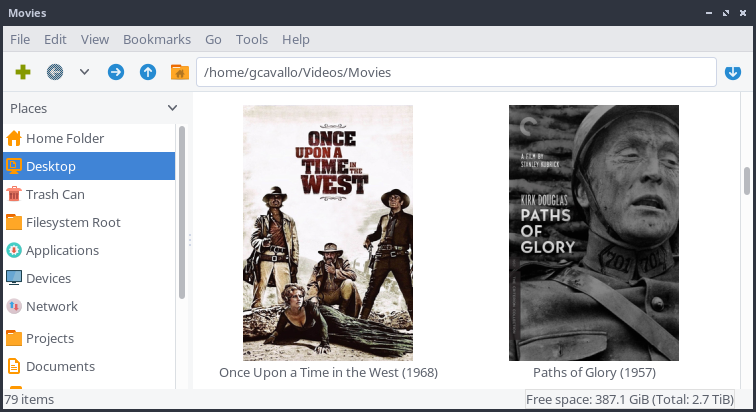 Movies
File Edit View Bookmarks Go Tools Help
/home/gcavallo/Videos/Movies
Places
Home Folder
Desktop
Trash Can
Filesystem Root
Applications
Devices
Network
Projects
Documents
ONCE
UPON A
TIME IN
THE WEST
Once Upon a Time in the West (1968)
A FILM BY
STANLEY KUBRICK
KIRK DOUGLAS
PATHS
OF
GLORY
701 701
Paths of Glory (1957)
79 items
Free space: 387.1 GiB (Total: 2.7 TiB)